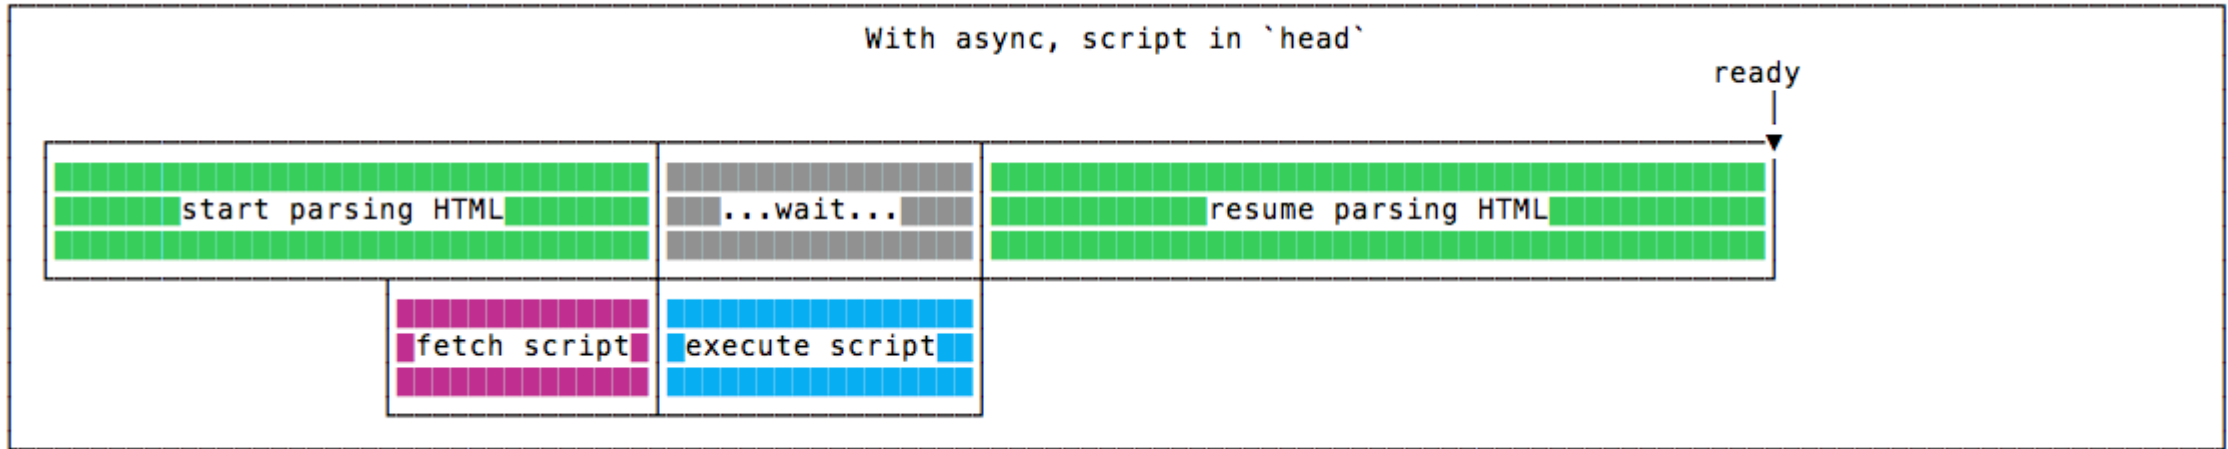 With async, script in `head`
ready
start parsing HTML ...wait... resume parsing HTML
fetch script execute script